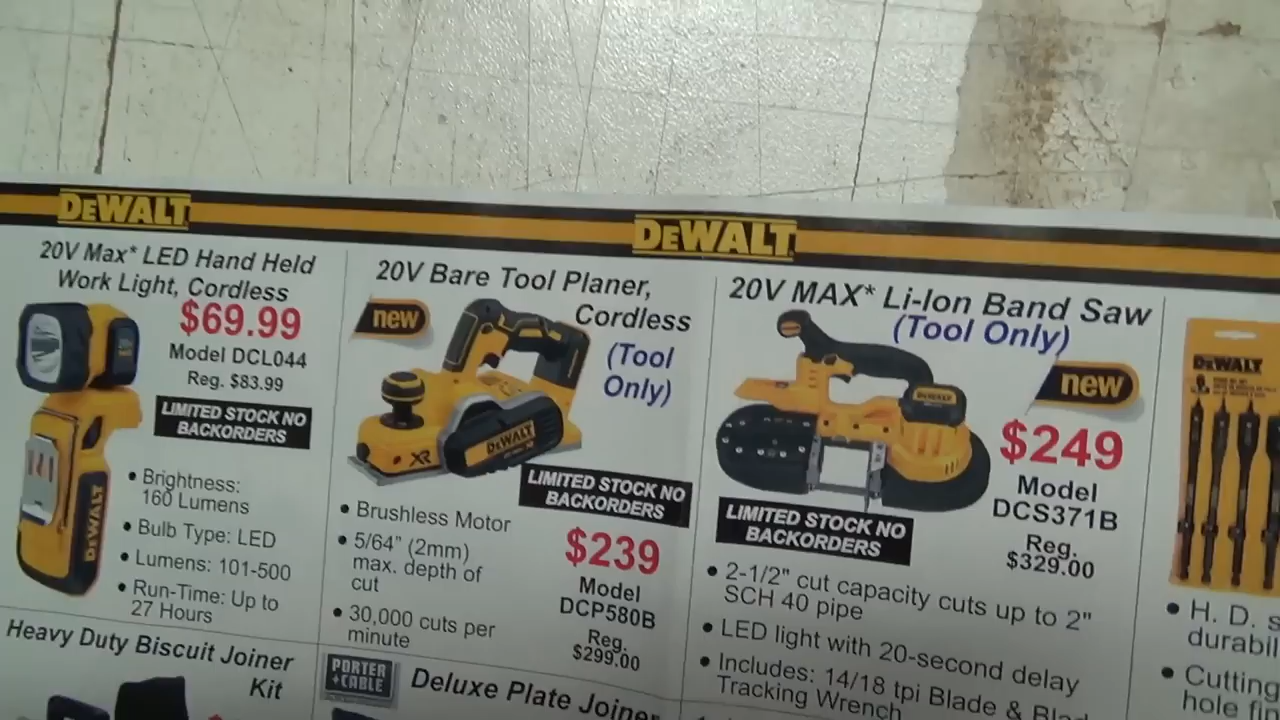 DEWALT
DEWALT
20V Max* LED Hand Held
Work Light, Cordless
$69.99
Model DCL044
Reg. $83.99
LIMITED STOCK NO
BACKORDERS
DEWALT
• Brightness:
160 Lumens
• Bulb Type: LED
• Lumens: 101-500
• Run-Time: Up to
27 Hours
20V Bare Tool Planer,
Cordless
new
(Tool
Only)
DEWALT
XR
LIMITED STOCK NO
BACKORDERS
• Brushless Motor
• 5/64" (2mm)
max. depth of
cut
• 30,000 cuts per
minute
$239
Model
DCP580B
Reg.
$299.00
20V MAX* Li-Ion Band Saw
(Tool Only)
new
DEWALT
$249
Model
DCS371B
Reg.
$329.00
LIMITED STOCK NO
BACKORDERS
• 2-1/2" cut capacity cuts up to 2"
SCH 40 pipe
• LED light with 20-second delay
• Includes: 14/18 tpi Blade &
Tracking Wrench
DEWALT
• H. D.
• Cutting
hole
Heavy Duty Biscuit Joiner
Kit
PORTER
+CABLE
Deluxe Plate Joiner